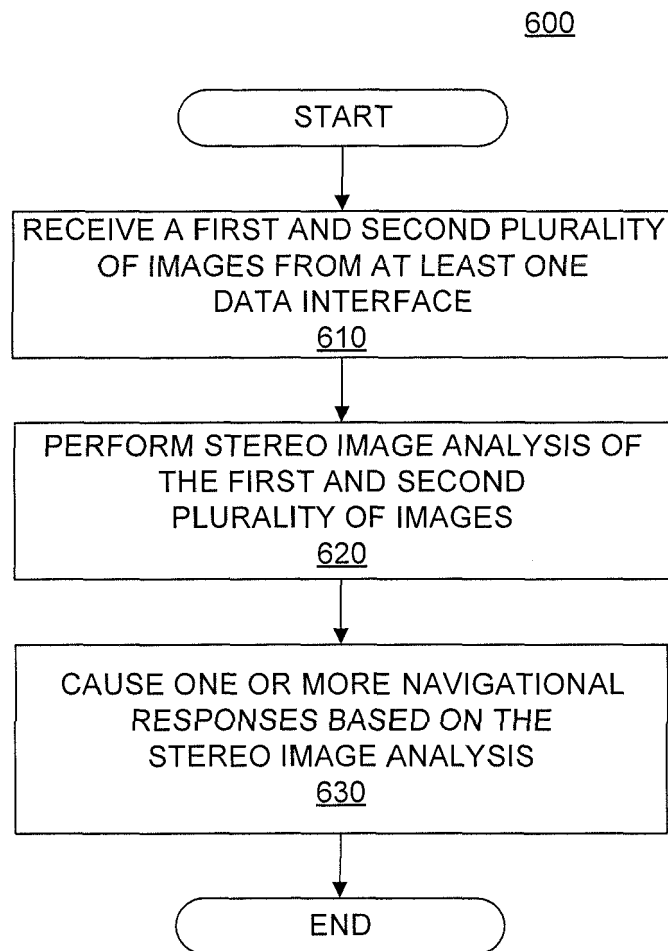 600
START
RECEIVE A FIRST AND SECOND PLURALITY
OF IMAGES FROM AT LEAST ONE
DATA INTERFACE
610
PERFORM STEREO IMAGE ANALYSIS OF
THE FIRST AND SECOND
PLURALITY OF IMAGES
620
CAUSE ONE OR MORE NAVIGATIONAL
RESPONSES BASED ON THE
STEREO IMAGE ANALYSIS
630
END